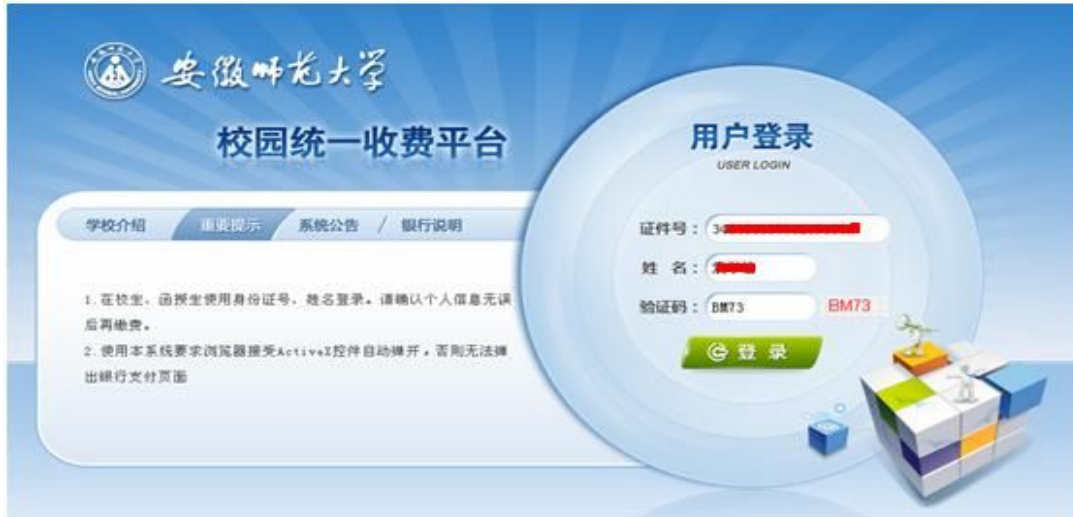 安徽师范大学
校园统一收费平台
用户登录
USER LOGIN
学校介绍 重要提示 系统公告 / 银行说明
1.在校生、函授生使用身份证号、姓名登录。请确认个人信息无误
后再缴费。
2.使用本系统要求浏览器接受ActiveX控件自动弹开，否则无法弹
出银行支付页面
证件号：34
姓 名：
验证码：BM73 BM73
登 录